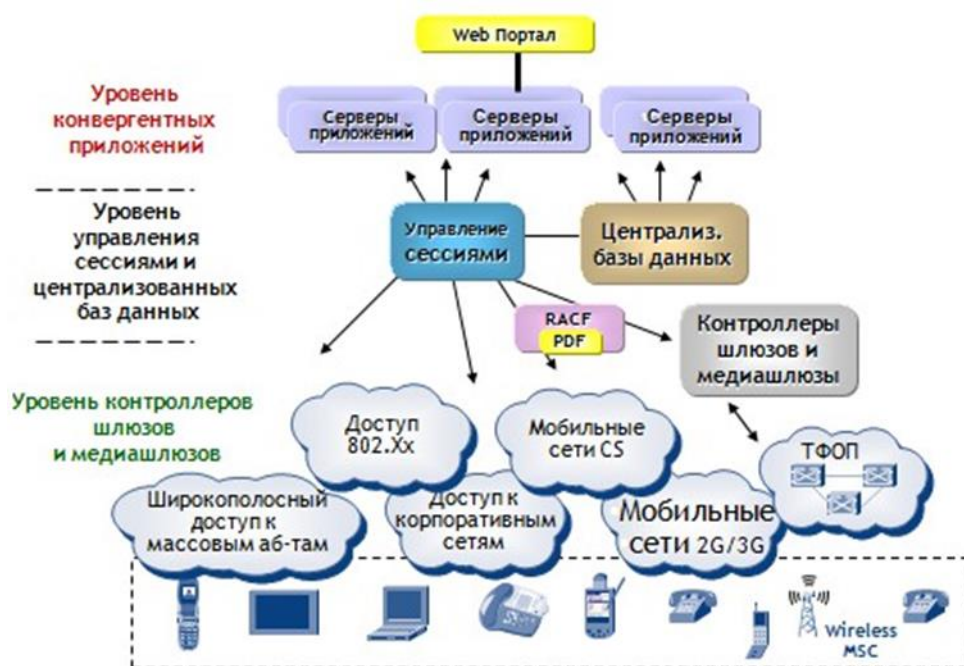 Web Портал
Уровень
конвергентных
приложений
Серверы
приложений
Серверы
приложений
Серверы
приложений
Уровень
управления
сессиями и
централизованных
баз данных
Управление
сессиями
Централиз.
базы данных
RACF
PDF
Контроллеры
шлюзов и
медиашлюзы
Уровень контроллеров
шлюзов
и медиашлюзов
Доступ
802.Xx
Мобильные
сети CS
ТФОП
Широкополосный
доступ к
массовым аб-там
Доступ к
корпоративным
сетям
Мобильные
сети 2G/3G
Wireless
MSC